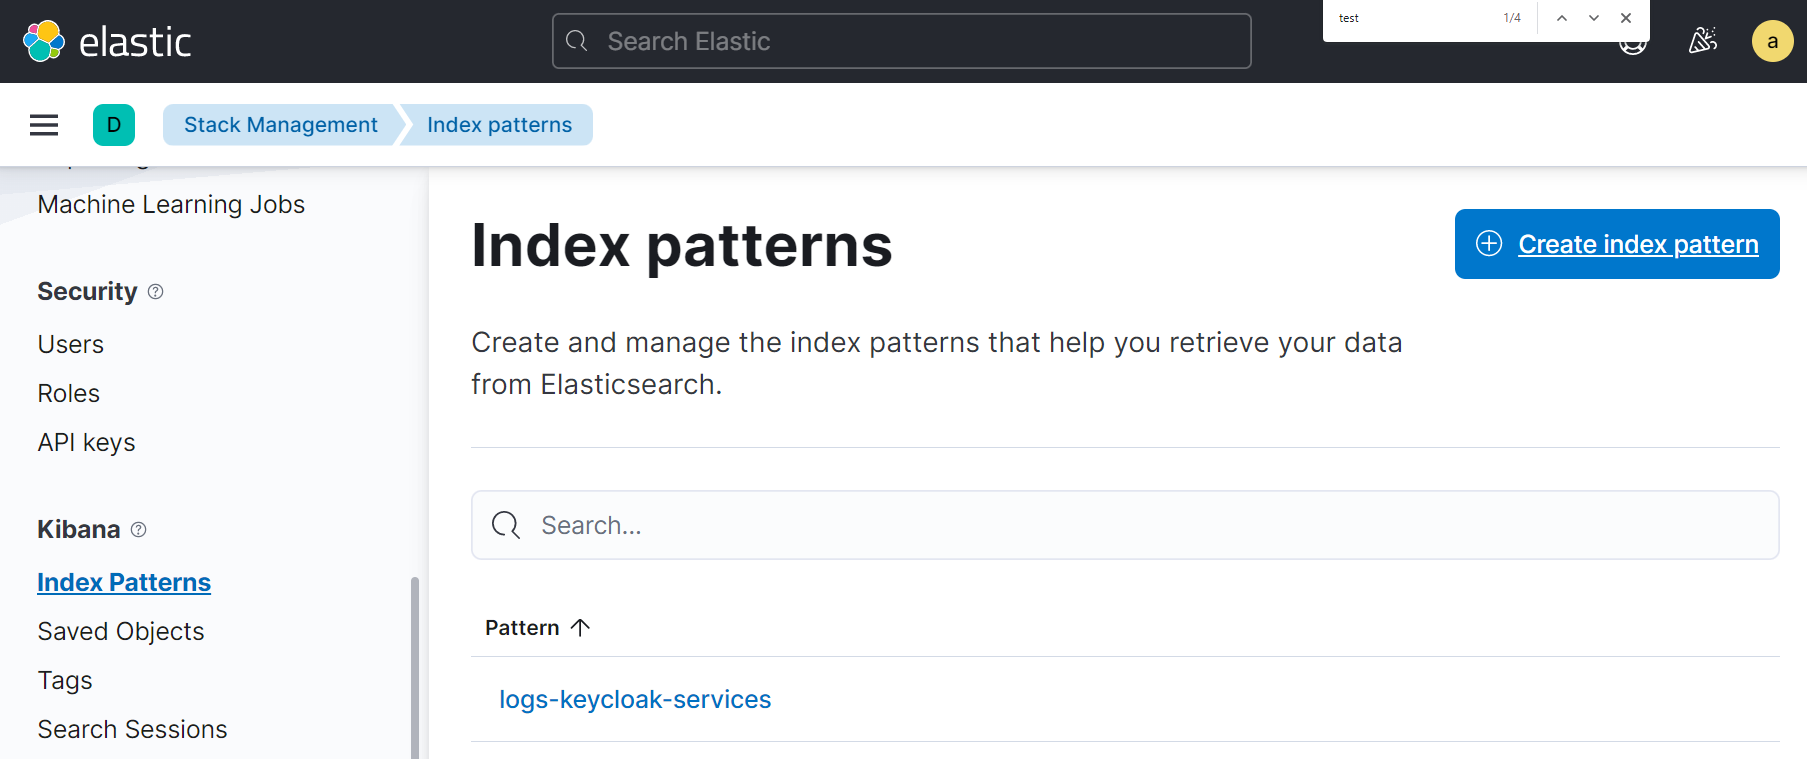 elastic
Search Elastic
test 1/4
a
D
Stack Management
Index patterns
Machine Learning Jobs
Security
Users
Roles
API keys
Kibana
Index Patterns
Saved Objects
Tags
Search Sessions
Index patterns
Create index pattern
Create and manage the index patterns that help you retrieve your data
from Elasticsearch.
Search...
Pattern
logs-keycloak-services